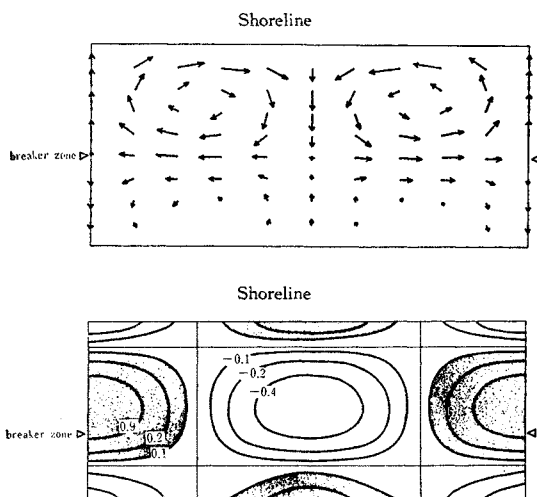 Shoreline
breaker zone ▷ ◁
Shoreline
-0.1
-0.2
-0.4
0.9
breaker zone ▷ ◁
0.2
0.1